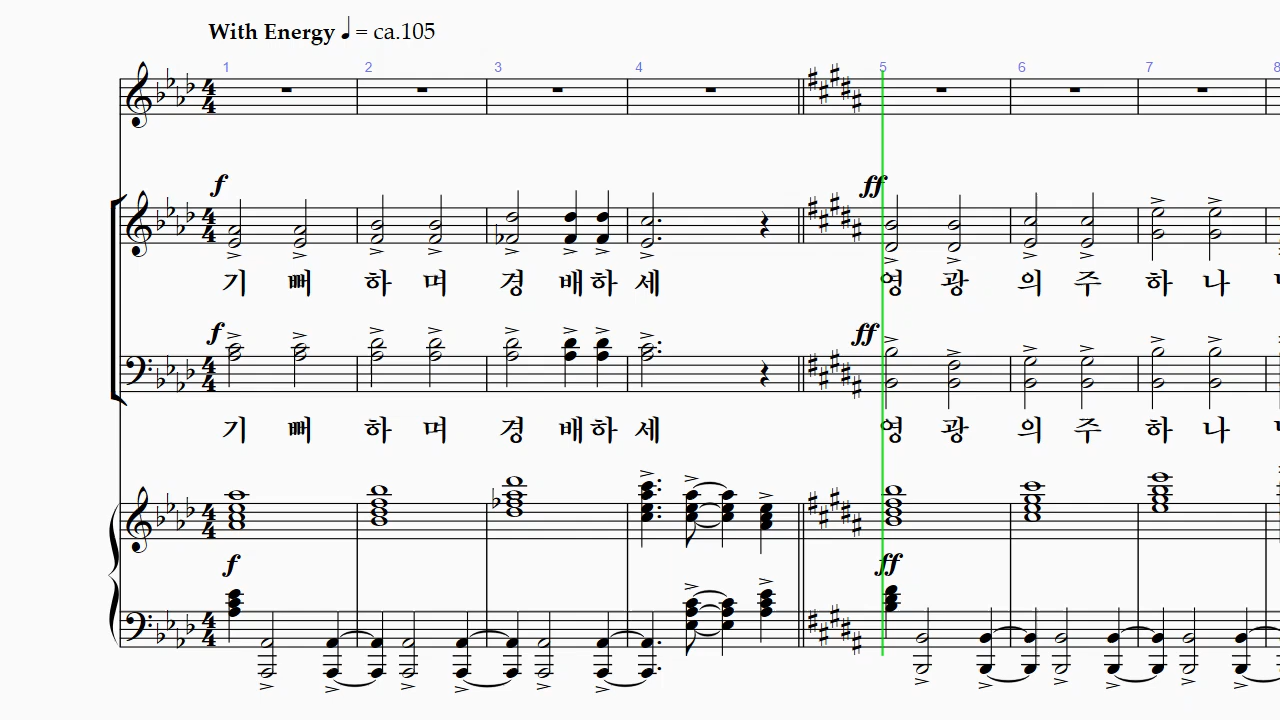 With Energy ♩ = ca.105
1 2 3 4 5 6 7 8
f ff
기 뻐 하 며 경 배 하 세 영 광 의 주 하 나
f ff
기 뻐 하 며 경 배 하 세 영 광 의 주 하 나
f ff